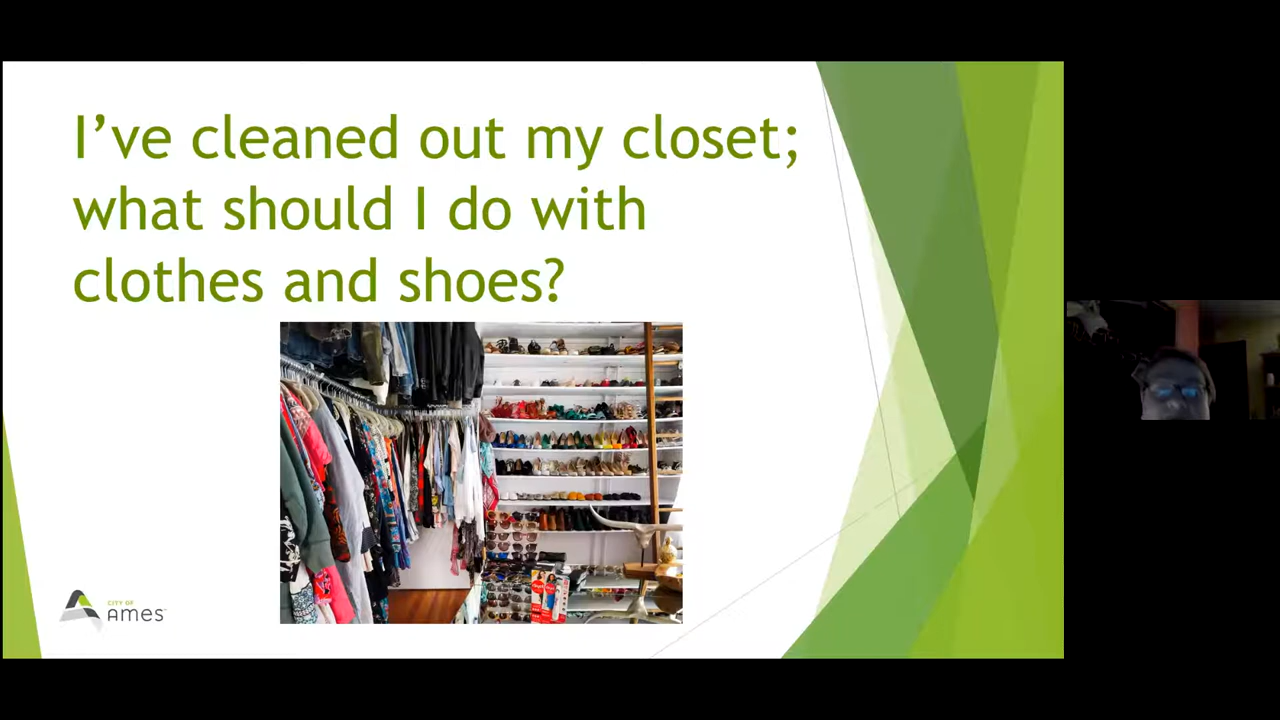 I've cleaned out my closet;
what should I do with
clothes and shoes?
CITY OF
AMES